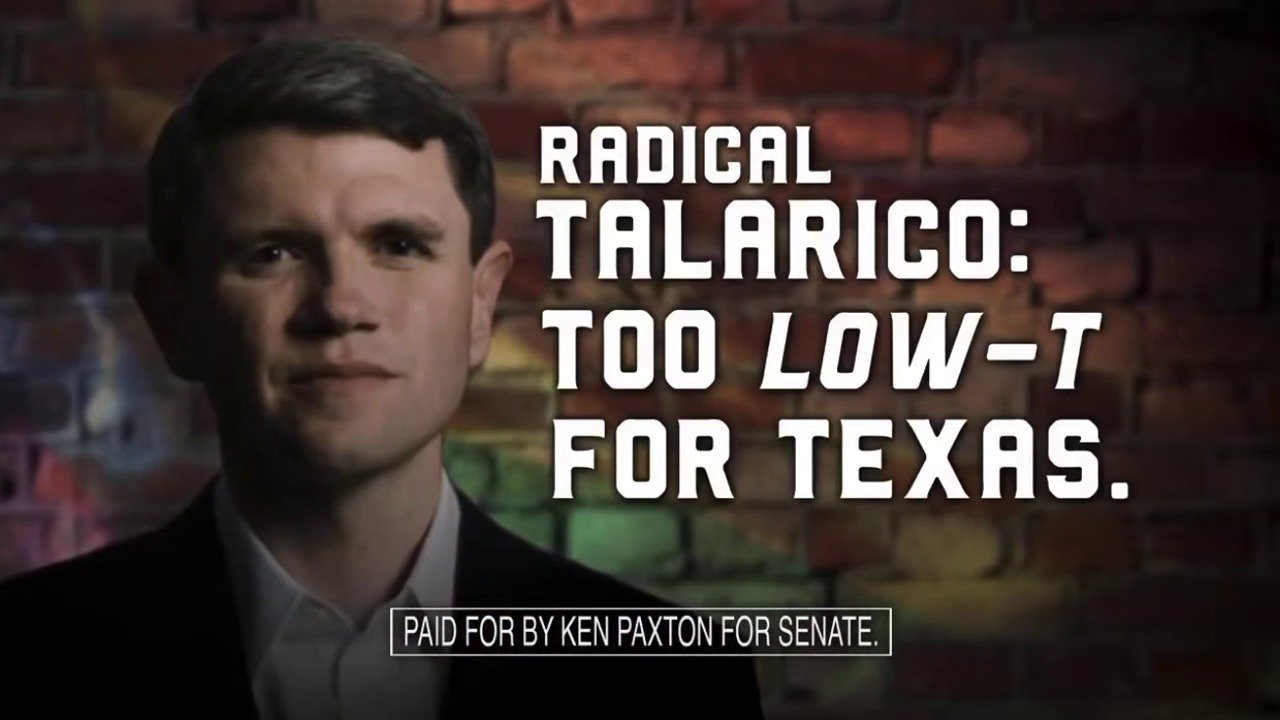 RADICAL
TALARICO:
TOO LOW-T
FOR TEXAS.
PAID FOR BY KEN PAXTON FOR SENATE.